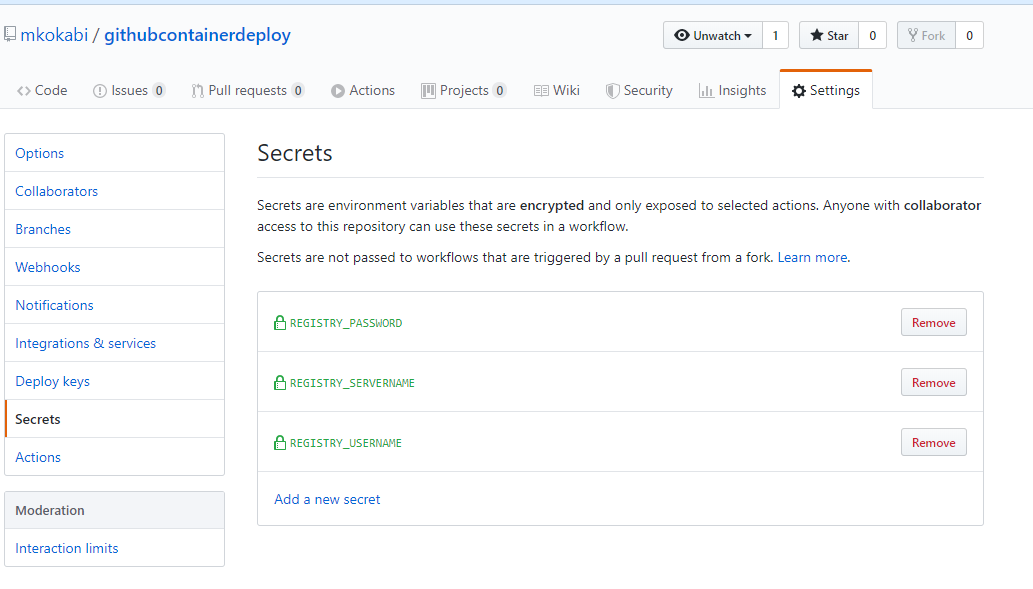 mkokabi / githubcontainerdeploy
Unwatch 1 Star 0 Fork 0
Code Issues 0 Pull requests 0 Actions Projects 0 Wiki Security Insights Settings
Options
Collaborators
Branches
Webhooks
Notifications
Integrations & services
Deploy keys
Secrets
Actions
Moderation
Interaction limits
Secrets
Secrets are environment variables that are encrypted and only exposed to selected actions. Anyone with collaborator
access to this repository can use these secrets in a workflow.
Secrets are not passed to workflows that are triggered by a pull request from a fork. Learn more.
REGISTRY_PASSWORD Remove
REGISTRY_SERVERNAME Remove
REGISTRY_USERNAME Remove
Add a new secret